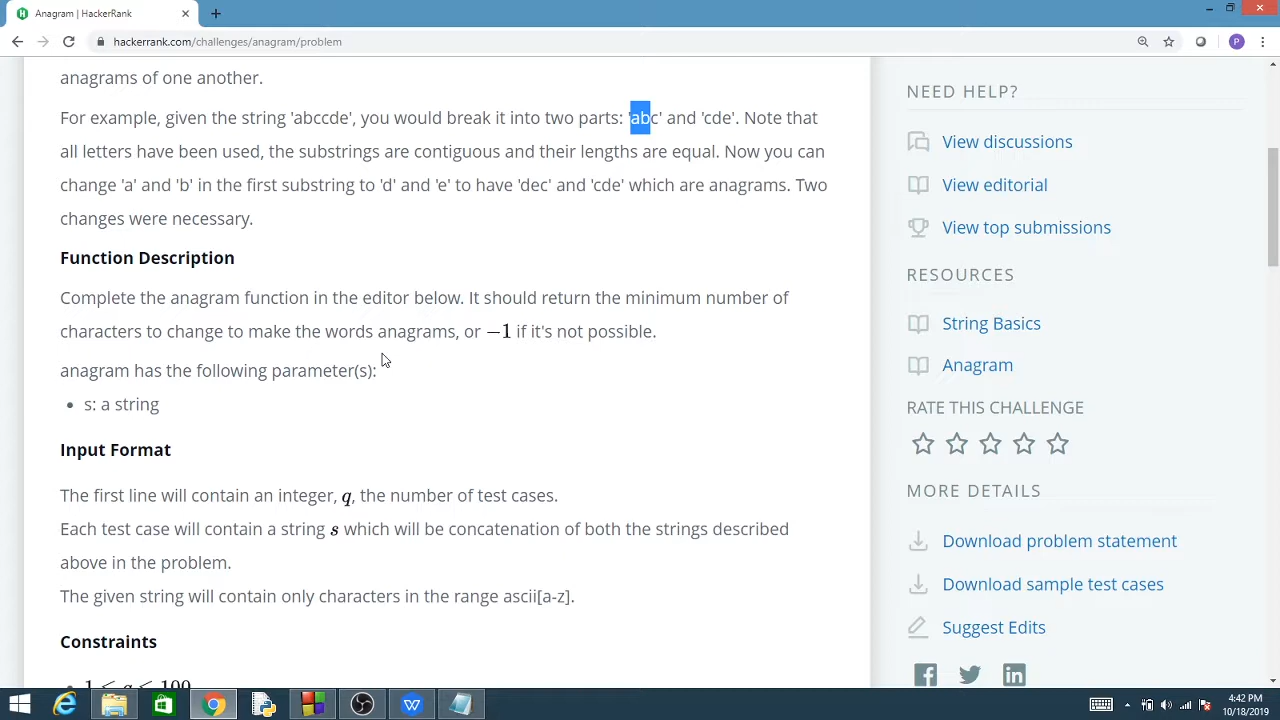 Anagram | HackerRank
hackerrank.com/challenges/anagram/problem
P
anagrams of one another.
For example, given the string 'abccde', you would break it into two parts: 'abc' and 'cde'. Note that
all letters have been used, the substrings are contiguous and their lengths are equal. Now you can
change 'a' and 'b' in the first substring to 'd' and 'e' to have 'dec' and 'cde' which are anagrams. Two
changes were necessary.
Function Description
Complete the anagram function in the editor below. It should return the minimum number of
characters to change to make the words anagrams, or −1 if it's not possible.
anagram has the following parameter(s):
• s: a string
Input Format
The first line will contain an integer, q, the number of test cases.
Each test case will contain a string s which will be concatenation of both the strings described
above in the problem.
The given string will contain only characters in the range ascii[a-z].
Constraints
• 1 ≤ q ≤ 100
NEED HELP?
View discussions
View editorial
View top submissions
RESOURCES
String Basics
Anagram
RATE THIS CHALLENGE
MORE DETAILS
Download problem statement
Download sample test cases
Suggest Edits
4:42 PM
10/18/2019